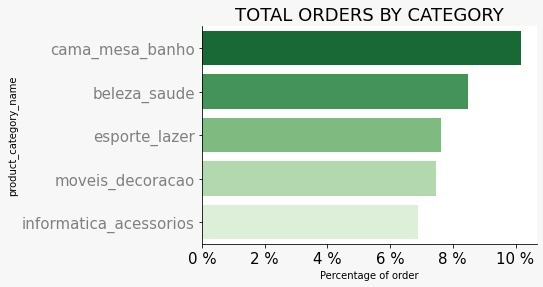 TOTAL ORDERS BY CATEGORY
product_category_name
cama_mesa_banho
beleza_saude
esporte_lazer
moveis_decoracao
informatica_acessorios
0 % 2 % 4 % 6 % 8 % 10 %
Percentage of order